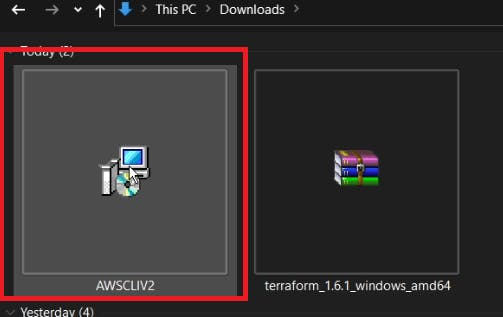 This PC > Downloads >
Today (2)
AWSCLIV2
terraform_1.6.1_windows_amd64
Yesterday (4)